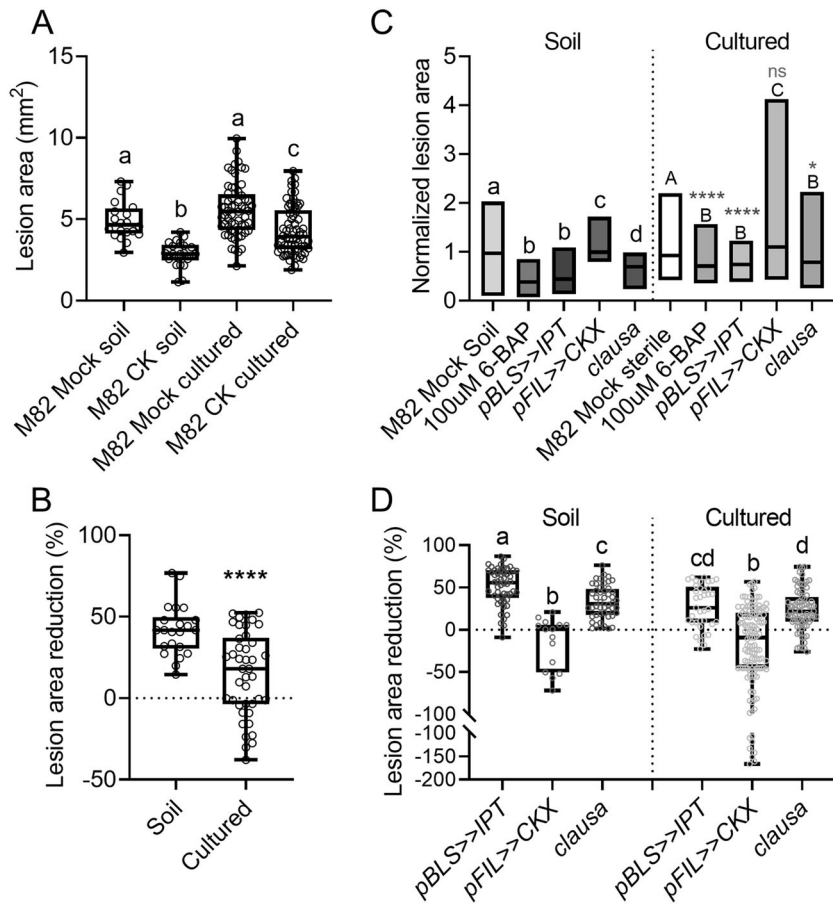 A
Lesion area (mm2)
15
10
5
0
a
b
a
c
M82 Mock soil
M82 CK soil
M82 Mock cultured
M82 CK cultured
C
Soil
Cultured
Normalized lesion area
5
4
3
2
1
0
a
b
b
c
d
A
****
B
****
B
ns
C
*
B
M82 Mock Soil
100uM 6-BAP
pBLS>>IPT
pFIL>>CKX
clausa
M82 Mock sterile
100uM 6-BAP
pBLS>>IPT
pFIL>>CKX
clausa
B
Lesion area reduction (%)
100
50
0
-50
****
Soil
Cultured
D
Soil
Cultured
Lesion area reduction (%)
100
50
0
-50
-100
-100
-150
-200
a
b
c
cd
b
d
pBLS>>IPT
pFIL>>CKX
clausa
pBLS>>IPT
pFIL>>CKX
clausa